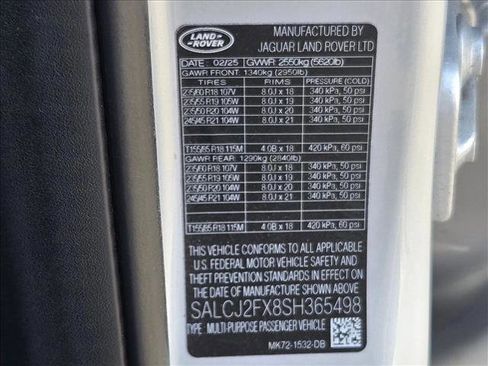 LAND
ROVER
MANUFACTURED BY
JAGUAR LAND ROVER LTD
DATE: 02/25 GVWR 2550kg (5620lb)
GAWR FRONT: 1340kg (2950lb)
TIRES RIMS PRESSURE (COLD)
235/60 R18 107V 8.0J x 18 340 kPa, 50 psi
235/55 R19 105W 8.0J x 19 340 kPa, 50 psi
235/50 R20 104W 8.0J x 20 340 kPa, 50 psi
245/45 R21 104W 8.0J x 21 340 kPa, 50 psi
T155/85 R18 115M 4.0B x 18 420 kPa, 60 psi
GAWR REAR: 1290kg (2840lb)
235/60 R18 107V 8.0J x 18 340 kPa, 50 psi
235/55 R19 105W 8.0J x 19 340 kPa, 50 psi
235/50 R20 104W 8.0J x 20 340 kPa, 50 psi
245/45 R21 104W 8.0J x 21 340 kPa, 50 psi
T155/85 R18 115M 4.0B x 18 420 kPa, 60 psi
THIS VEHICLE CONFORMS TO ALL APPLICABLE
U.S. FEDERAL MOTOR VEHICLE SAFETY AND
THEFT PREVENTION STANDARDS IN EFFECT ON
THE DATE OF MANUFACTURE SHOWN ABOVE
SALCJ2FX8SH365498
TYPE: MULTI-PURPOSE PASSENGER VEHICLE
MK72-1532-DB